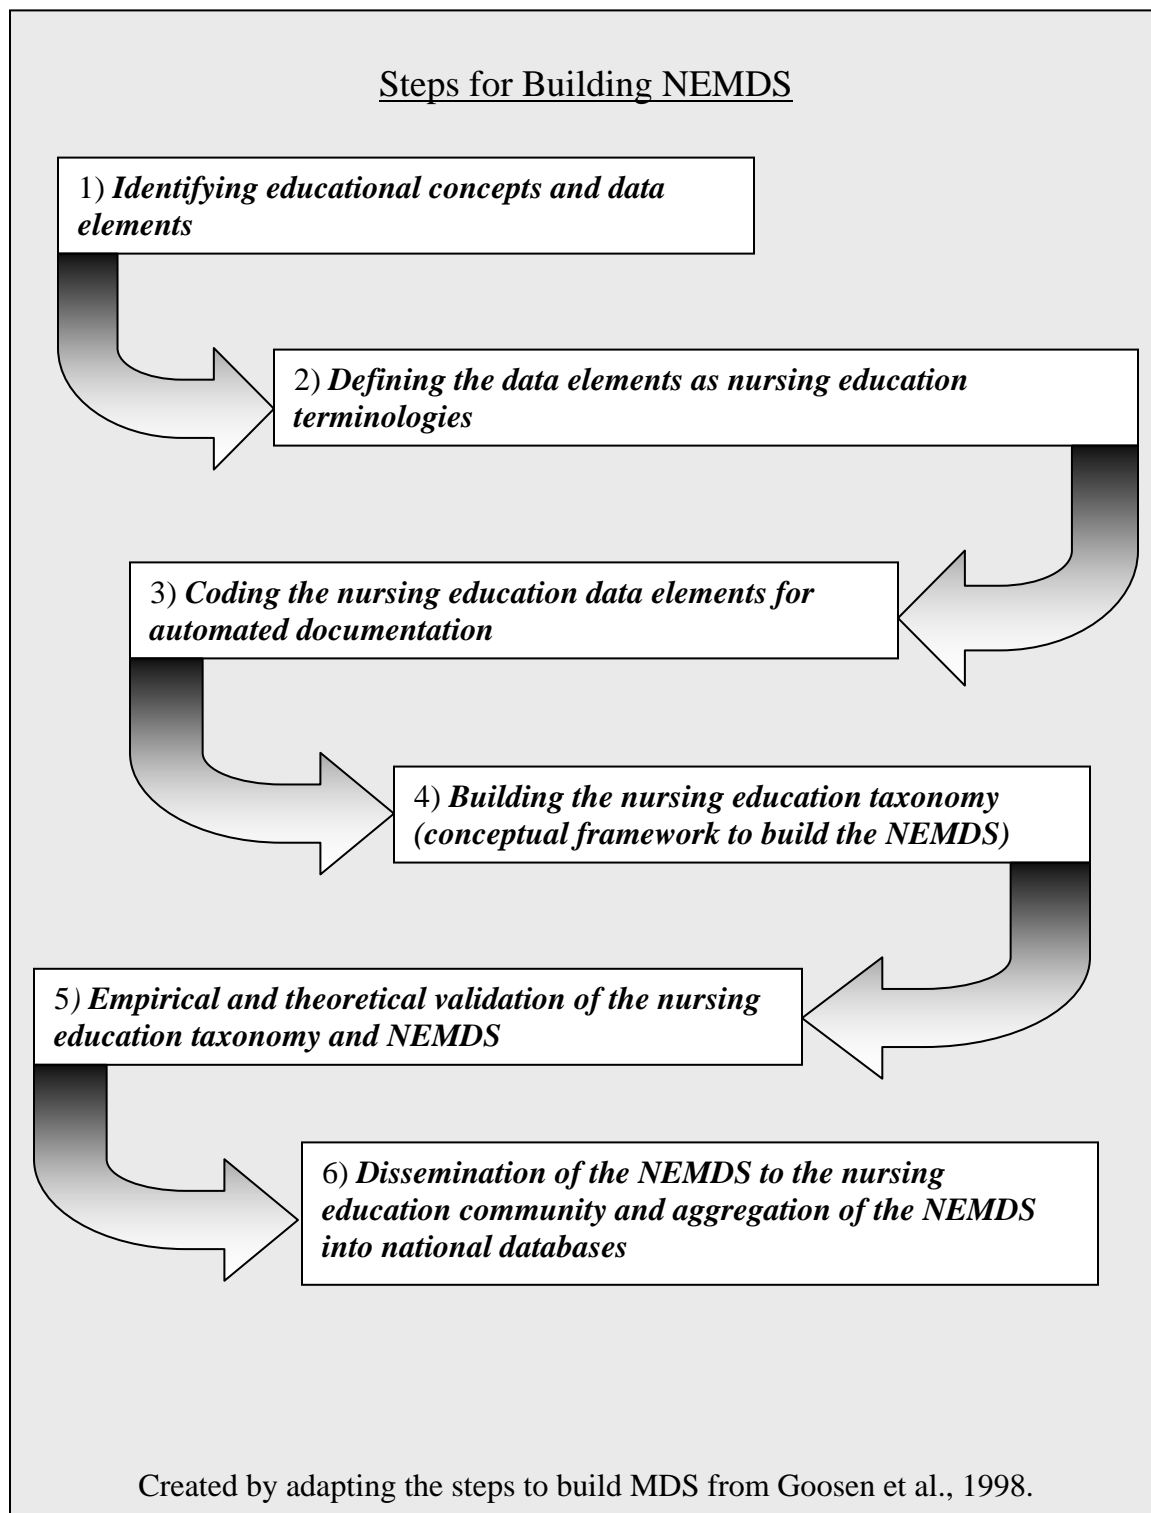 Steps for Building NEMDS
1) Identifying educational concepts and data
elements
2) Defining the data elements as nursing education
terminologies
3) Coding the nursing education data elements for
automated documentation
4) Building the nursing education taxonomy
(conceptual framework to build the NEMDS)
5) Empirical and theoretical validation of the nursing
education taxonomy and NEMDS
6) Dissemination of the NEMDS to the nursing
education community and aggregation of the NEMDS
into national databases
Created by adapting the steps to build MDS from Goosen et al., 1998.